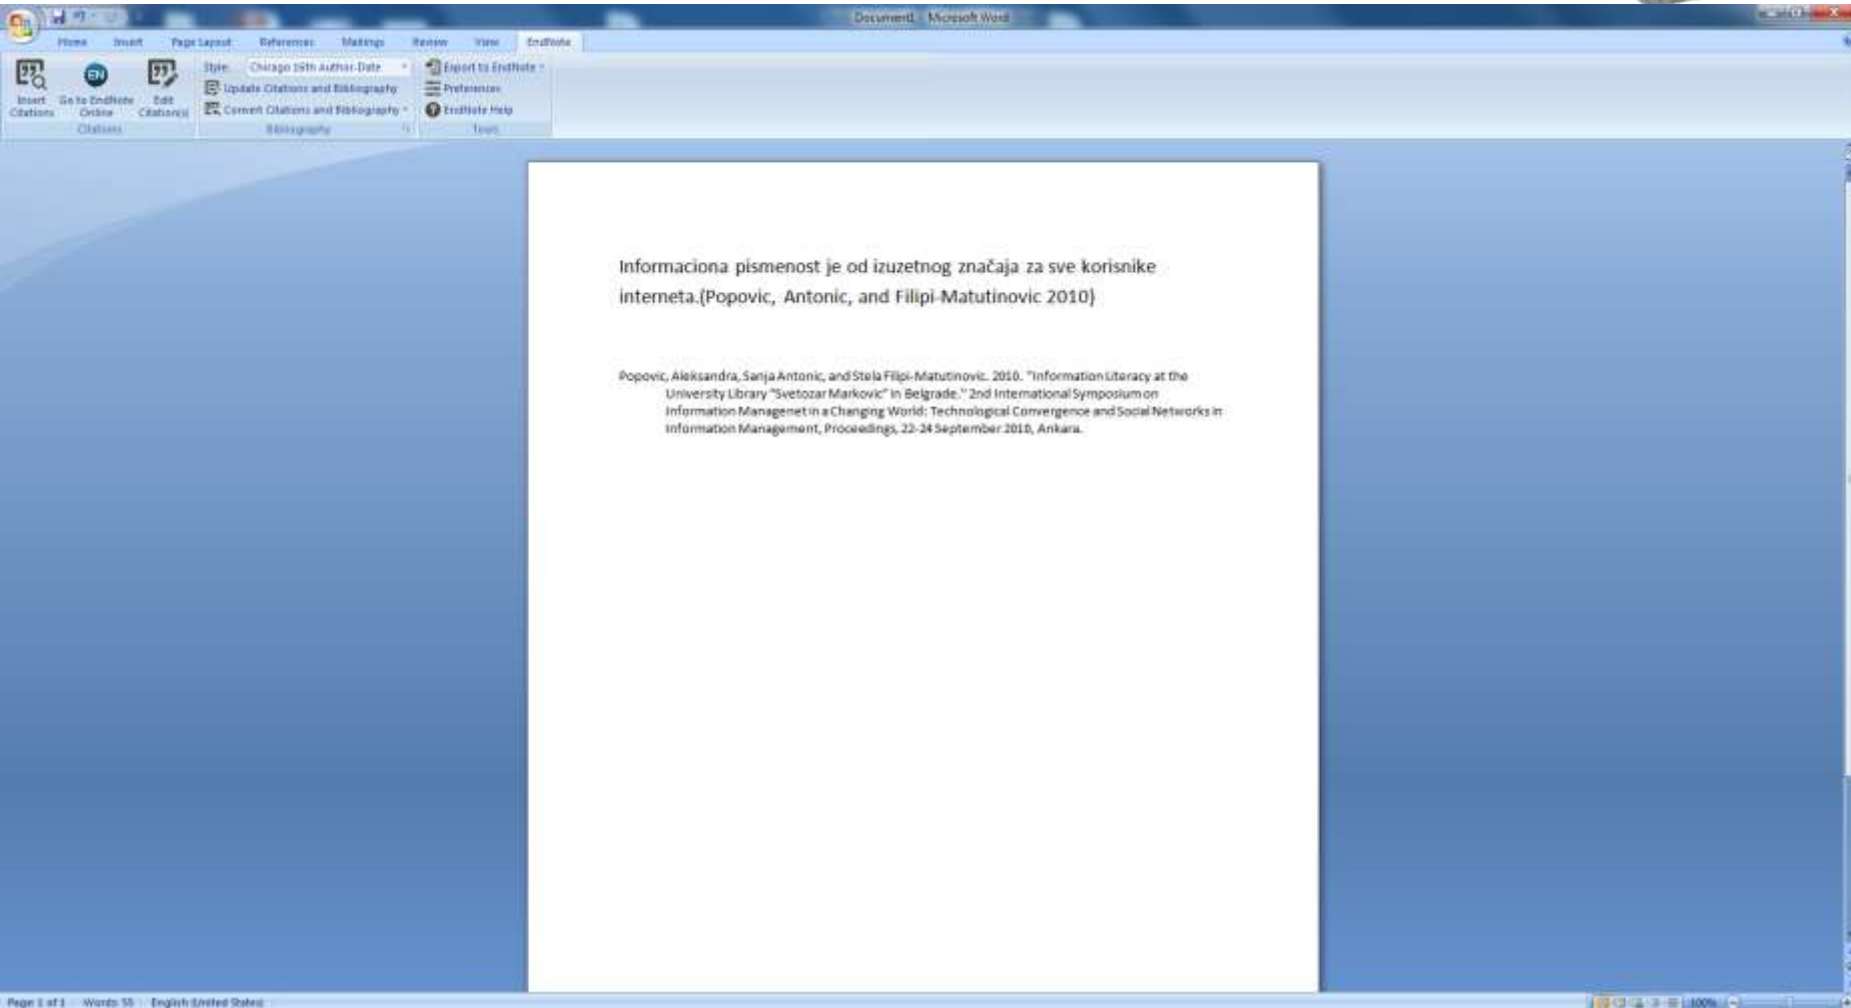 Document1 - Microsoft Word
Home Insert Page Layout References Mailings Review View EndNote
Insert Citations
Go to EndNote Online
Edit Citation(s)
Citations
Style: Chicago 16th Author-Date
Update Citations and Bibliography
Convert Citations and Bibliography
Bibliography
Export to EndNote
Preferences
EndNote Help
Tools
Informaciona pismenost je od izuzetnog značaja za sve korisnike
interneta.(Popovic, Antonic, and Filipi-Matutinovic 2010)
Popovic, Aleksandra, Sanja Antonic, and Stela Filipi-Matutinovic. 2010. "Information Literacy at the
University Library "Svetozar Markovic" in Belgrade." 2nd International Symposium on
Information Managenet in a Changing World: Technological Convergence and Social Networks in
Information Management, Proceedings, 22-24 September 2010, Ankara.
Page 1 of 1 Words: 55 English (United States) 100%